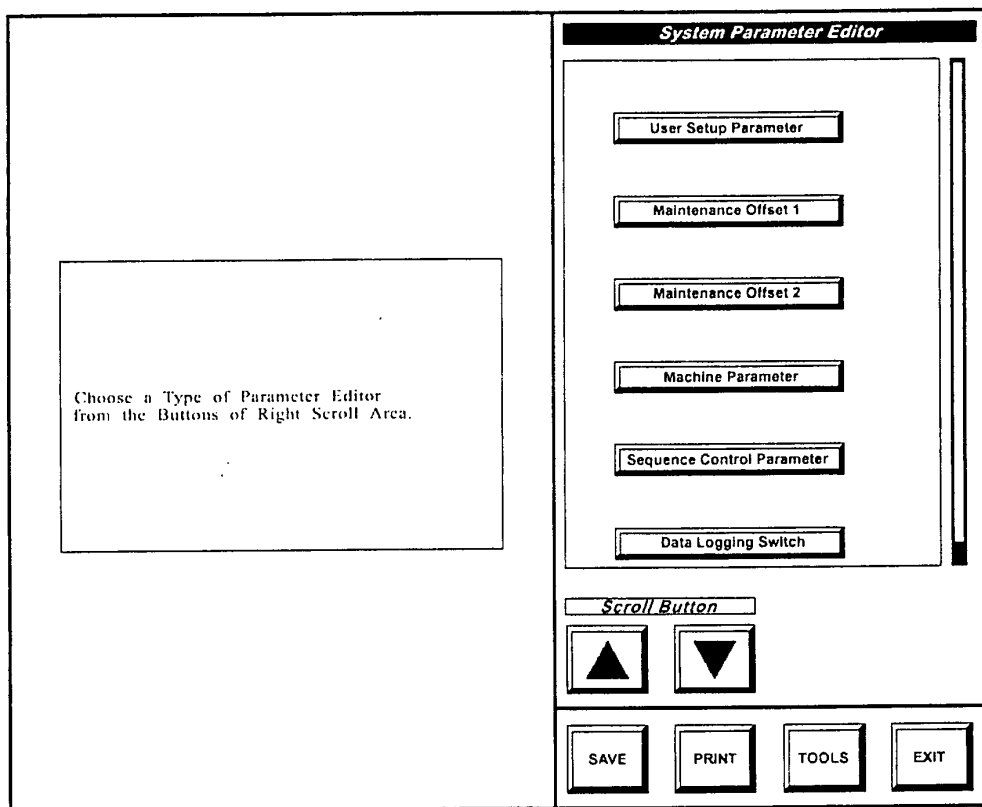 System Parameter Editor
User Setup Parameter
Maintenance Offset 1
Maintenance Offset 2
Machine Parameter
Sequence Control Parameter
Data Logging Switch
Choose a Type of Parameter Editor
from the Buttons of Right Scroll Area.
Scroll Button
SAVE
PRINT
TOOLS
EXIT